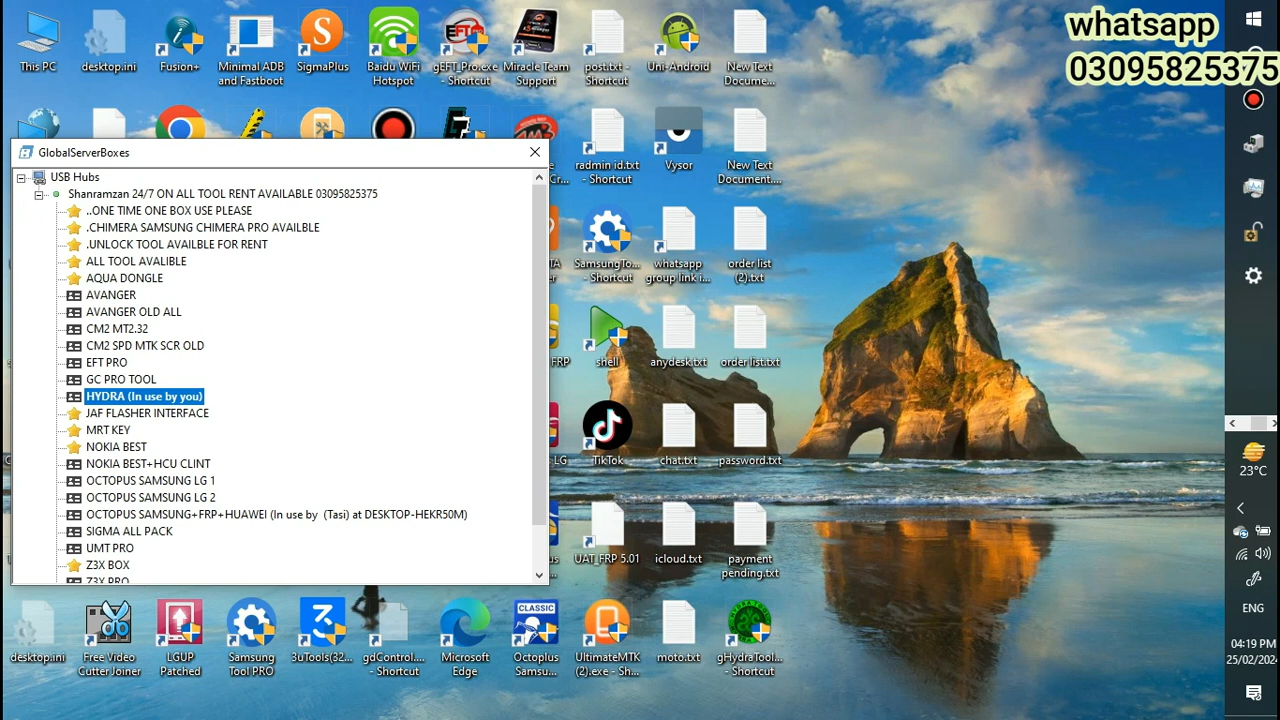 whatsapp
03095825375
This PC
desktop.ini
Fusion+
Minimal ADB
and Fastboot
SigmaPlus
Baidu WiFi
Hotspot
gEFT_Pro.exe
- Shortcut
Miracle Team
Support
post.txt -
Shortcut
Uni-Android
New Text
Docume...
GlobalServerBoxes
USB Hubs
Shanramzan 24/7 ON ALL TOOL RENT AVAILABLE 03095825375
..ONE TIME ONE BOX USE PLEASE
.CHIMERA SAMSUNG CHIMERA PRO AVAILBLE
.UNLOCK TOOL AVAILBLE FOR RENT
ALL TOOL AVALIBLE
AQUA DONGLE
AVANGER
AVANGER OLD ALL
CM2 MT2.32
CM2 SPD MTK SCR OLD
EFT PRO
GC PRO TOOL
HYDRA (In use by you)
JAF FLASHER INTERFACE
MRT KEY
NOKIA BEST
NOKIA BEST+HCU CLINT
OCTOPUS SAMSUNG LG 1
OCTOPUS SAMSUNG LG 2
OCTOPUS SAMSUNG+FRP+HUAWEI (In use by (Tasi) at DESKTOP-HEKR50M)
SIGMA ALL PACK
UMT PRO
Z3X BOX
Z3X PRO
radmin id.txt
- Shortcut
Vysor
New Text
Document....
SamsungTo...
- Shortcut
whatsapp
group link i...
order list
(2).txt
FRP
shell
anydesk.txt
order list.txt
LG
TikTok
chat.txt
password.txt
UAT_FRP 5.01
icloud.txt
payment
pending.txt
desktop.ini
Free Video
Cutter Joiner
LGUP
Patched
Samsung
Tool PRO
3uTools(32...
gdControl....
- Shortcut
Microsoft
Edge
CLASSIC
Octoplus
Samsu...
UltimateMTK
(2).exe - Sh...
moto.txt
gHydraTool...
- Shortcut
23°C
ENG
04:19 PM
25/02/202